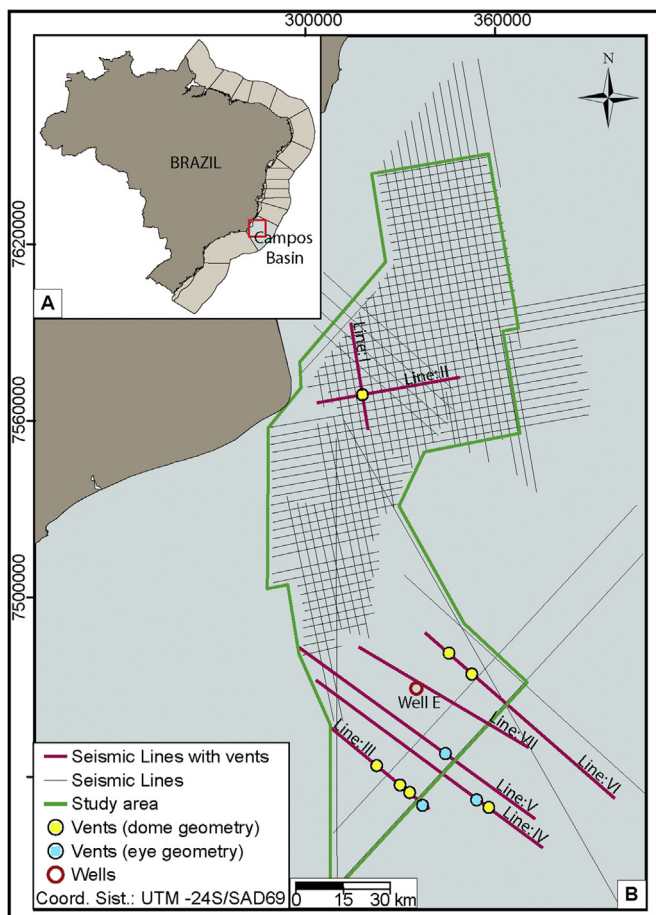 300000 360000
N
BRAZIL
Campos
Basin
A
7620000
7560000
7500000
Line:I
Line:II
Well E
Line:VII
Line:VI
Line:III
Line:V
Line:IV
Seismic Lines with vents
Seismic Lines
Study area
Vents (dome geometry)
Vents (eye geometry)
Wells
Coord. Sist.: UTM -24S/SAD69
0 15 30 km
B